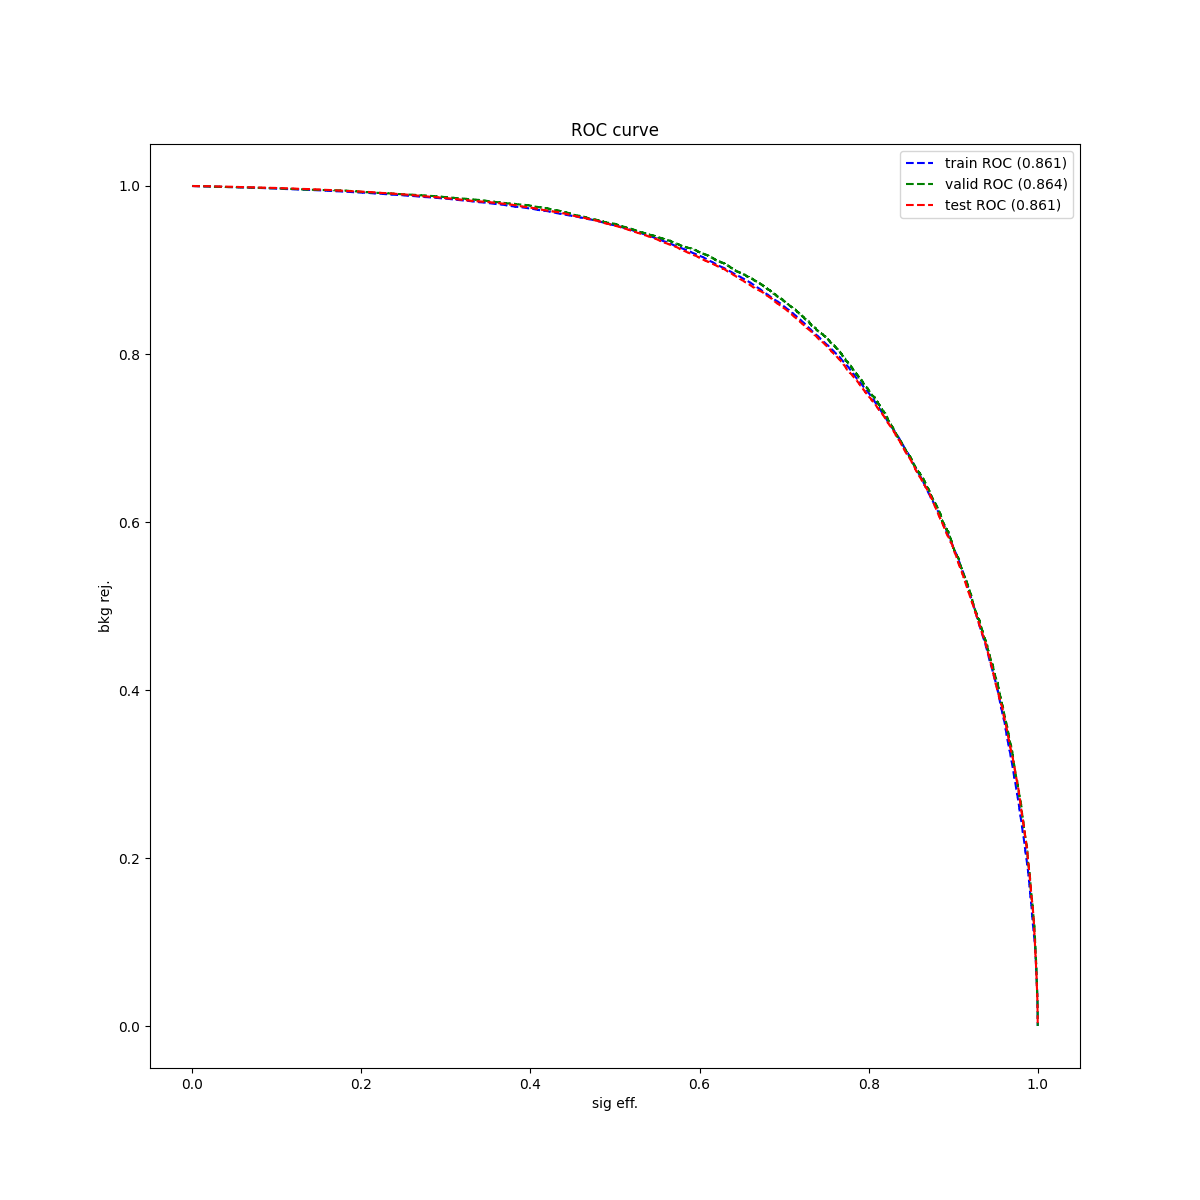 ROC curve
train ROC (0.861)
valid ROC (0.864)
test ROC (0.861)
1.0
0.8
0.6
0.4
0.2
0.0
bkg rej.
0.0 0.2 0.4 0.6 0.8 1.0
sig eff.